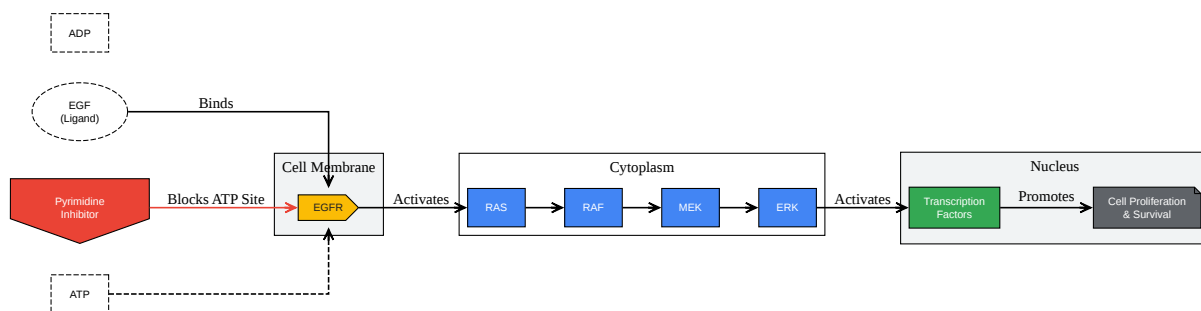 ADP
EGF
(Ligand)
Binds
Cell Membrane
Cytoplasm
Nucleus
Pyrimidine
Inhibitor
Blocks ATP Site
EGFR
Activates
RAS
RAF
MEK
ERK
Activates
Transcription
Factors
Promotes
Cell Proliferation
& Survival
ATP